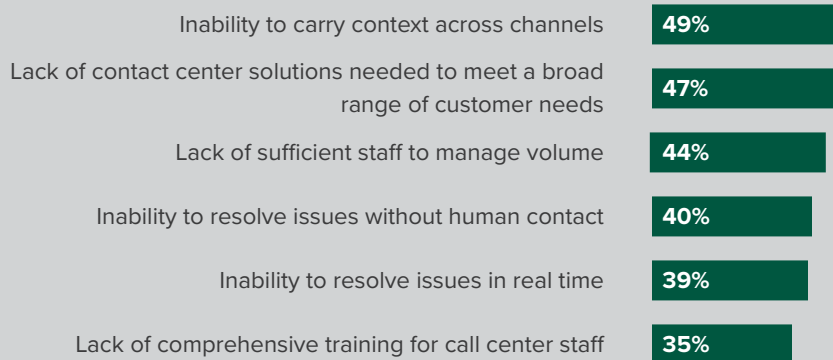 Inability to carry context across channels
49%
Lack of contact center solutions needed to meet a broad
range of customer needs
47%
Lack of sufficient staff to manage volume
44%
Inability to resolve issues without human contact
40%
Inability to resolve issues in real time
39%
Lack of comprehensive training for call center staff
35%